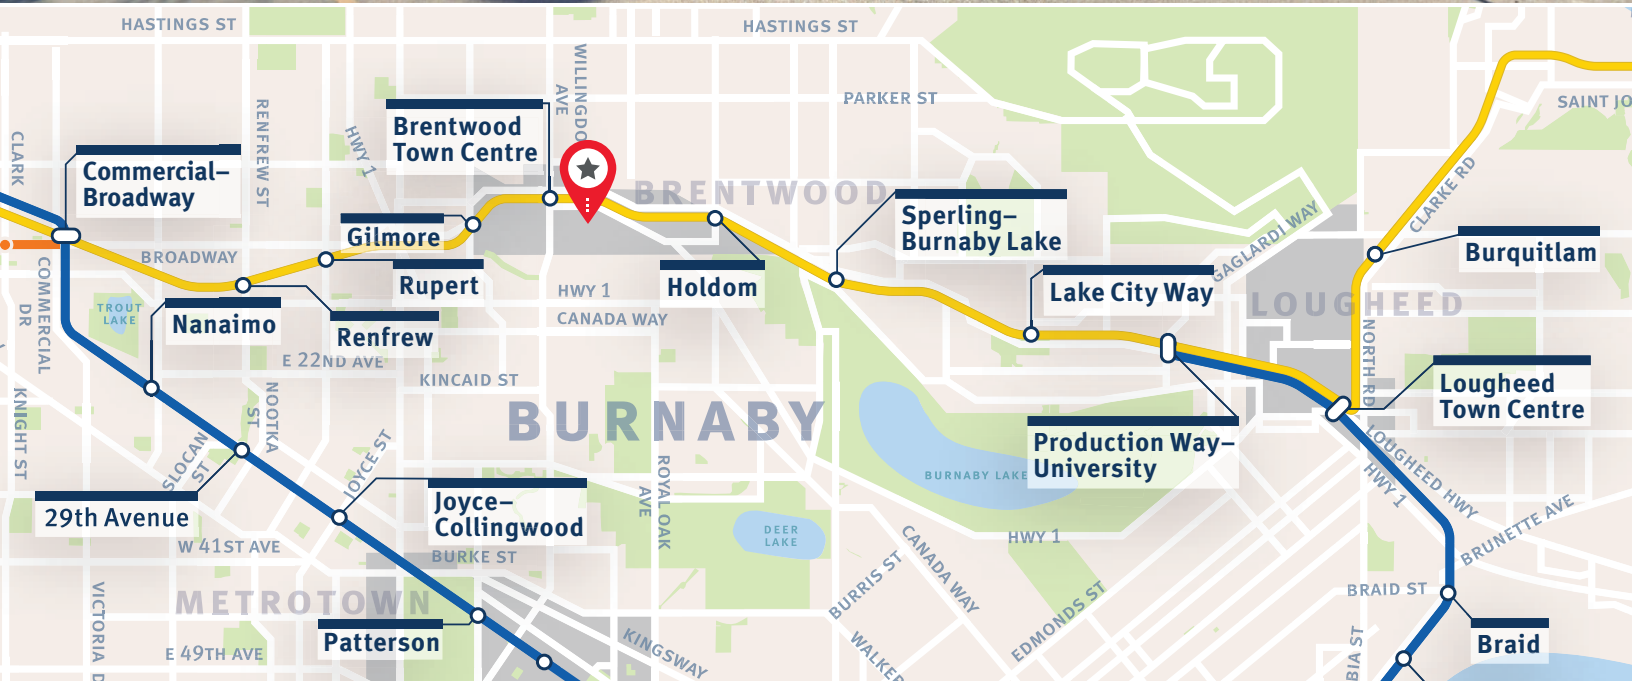 HASTINGS ST
HASTINGS ST
WILLINGDO
AVE
PARKER ST
SAINT JO
CLARK
RENFREW ST
HWY 1
Brentwood
Town Centre
Commercial–
Broadway
BRENTWOOD
CLARKE RD
Sperling–
Burnaby Lake
GAGLARDI WAY
Burquitlam
Gilmore
BROADWAY
Rupert
Holdom
Lake City Way
LOUGHEED
COMMERCIAL
DR
TROUT
LAKE
Nanaimo
Renfrew
HWY 1
CANADA WAY
NORTH RD
E 22ND AVE
KINCAID ST
Lougheed
Town Centre
KNIGHT ST
NOOTKA
ST
BURNABY
Production Way–
University
SLOCAN
ST
JOYCE ST
BURNABY LAKE
LOUGHEED HWY
HWY 1
29th Avenue
Joyce–
Collingwood
ROYAL OAK
AVE
DEER
LAKE
HWY 1
CANADA WAY
BRUNETTE AVE
W 41ST AVE
BURKE ST
BURRIS ST
EDMONDS ST
BRAID ST
METROTOWN
VICTORIA D
Patterson
KINGSWAY
WALKER
BIA ST
Braid
E 49TH AVE